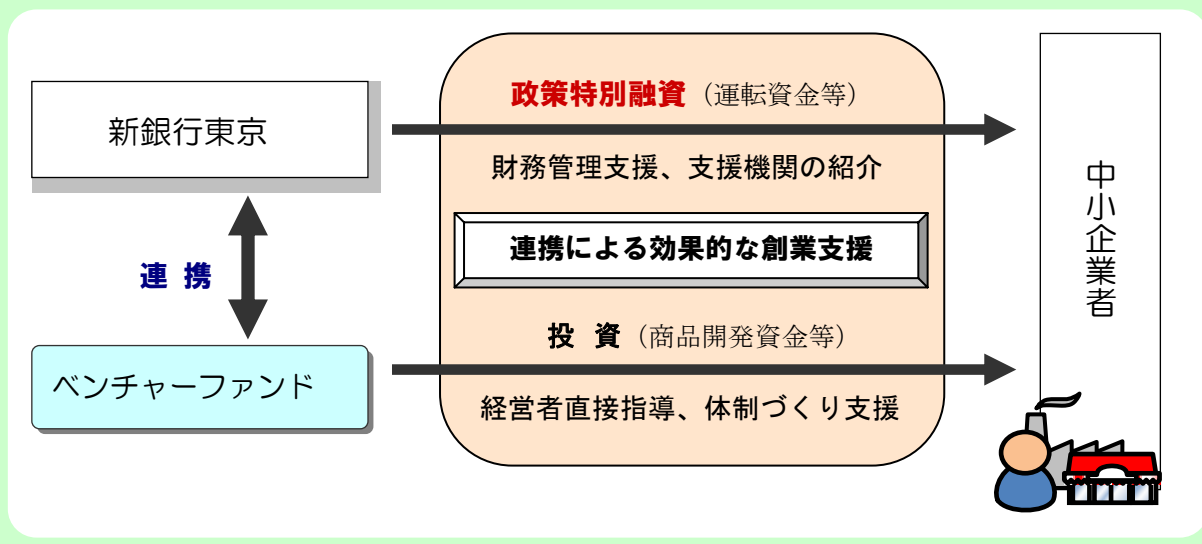 新銀行東京
連 携
ベンチャーファンド
政策特別融資（運転資金等）
財務管理支援、支援機関の紹介
連携による効果的な創業支援
投 資（商品開発資金等）
経営者直接指導、体制づくり支援
中小企業者